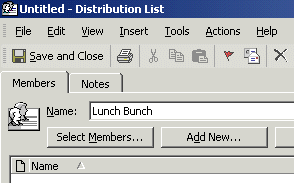 Untitled - Distribution List
File Edit View Insert Tools Actions Help
Save and Close
Members Notes
Name: Lunch Bunch
Select Members... Add New...
Name